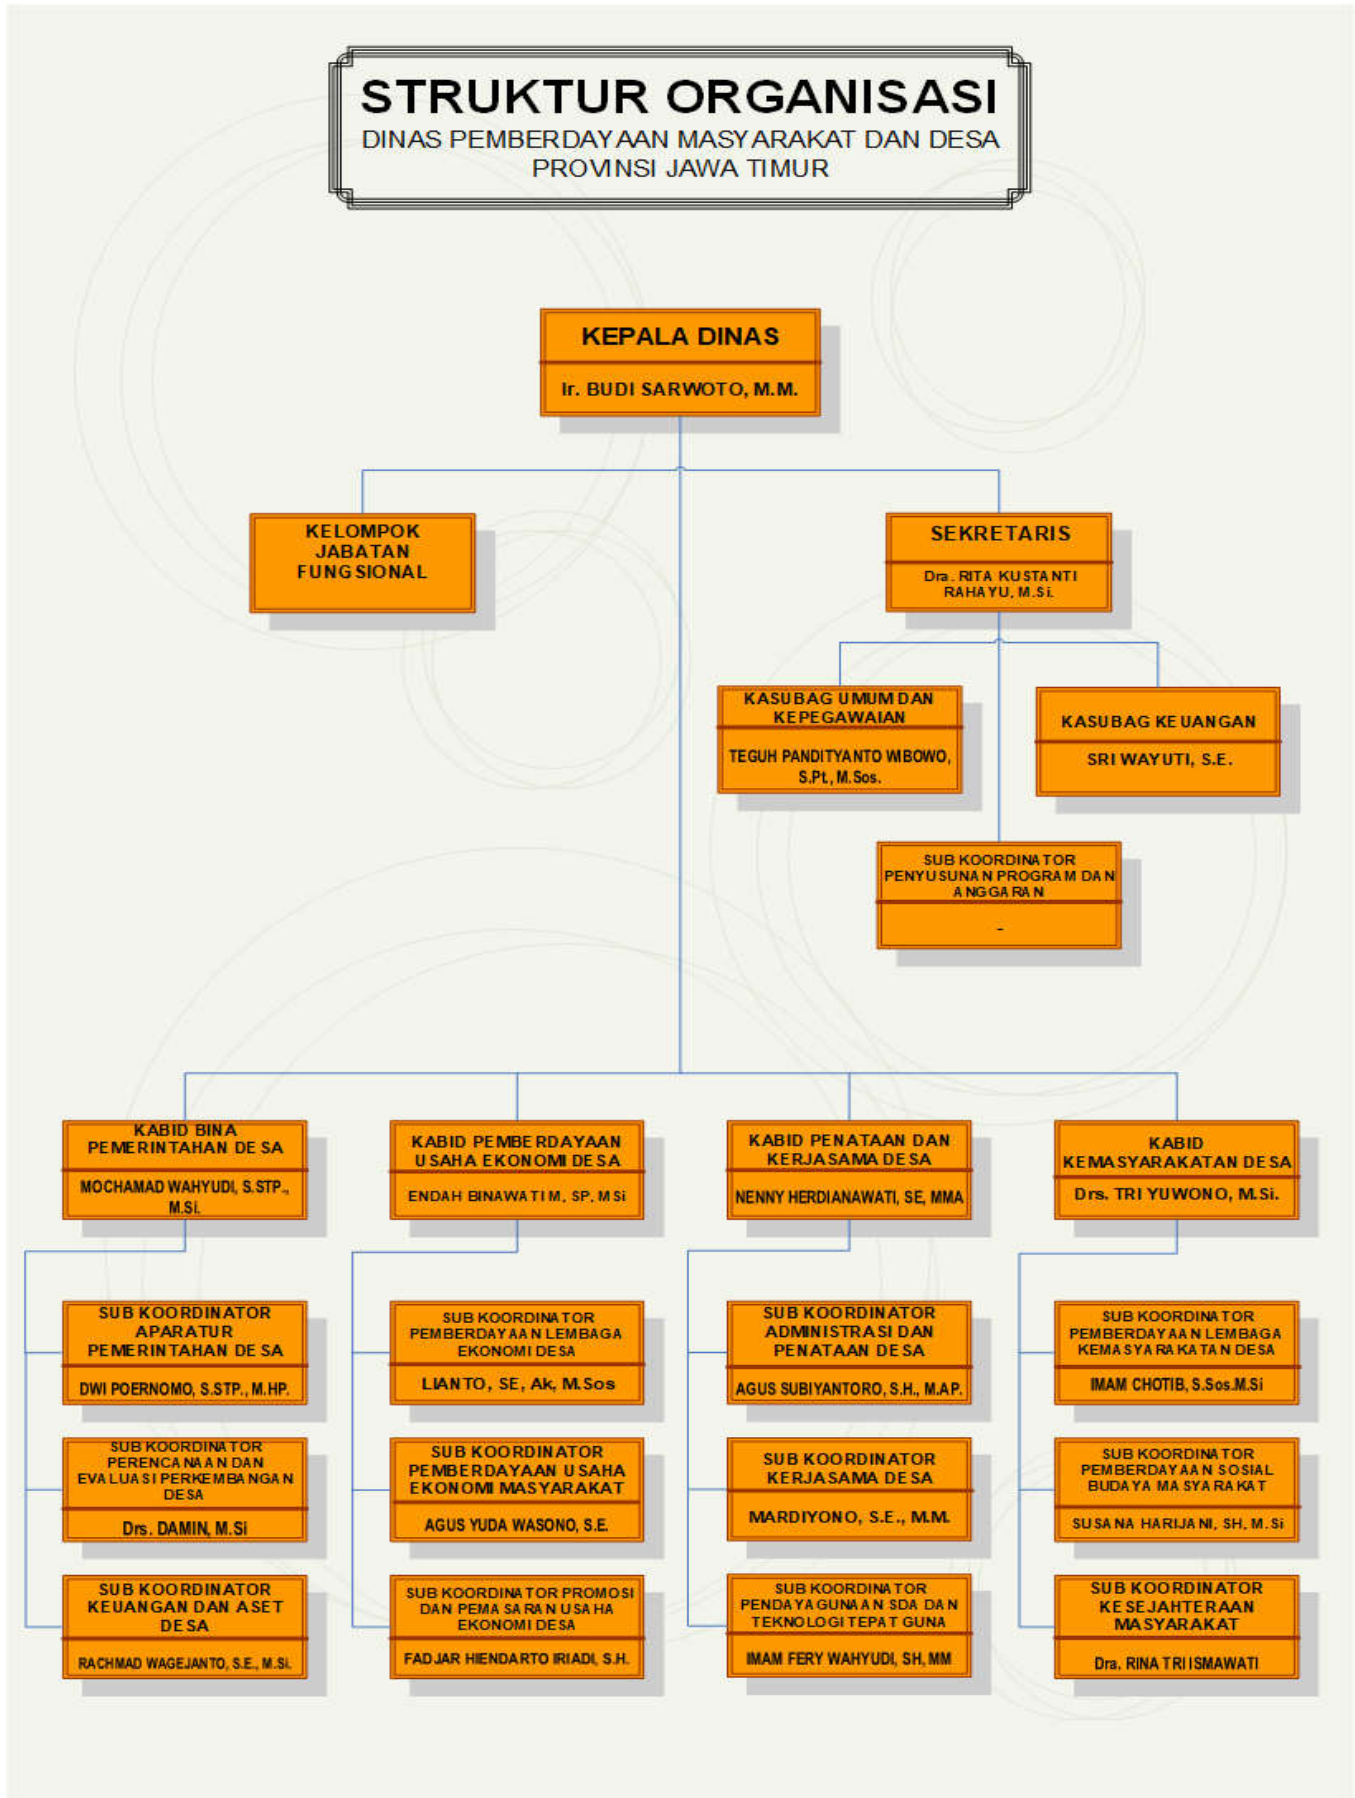 STRUKTUR ORGANISASI
DINAS PEMBERDAYAAN MASYARAKAT DAN DESA
PROVINSI JAWA TIMUR
KEPALA DINAS
Ir. BUDI SARWOTO, M.M.
KELOMPOK
JABATAN
FUNGSIONAL
SEKRETARIS
Dra. RITA KUSTANTI
RAHAYU, M.Si.
KASUBAG UMUM DAN
KEPEGAWAIAN
TEGUH PANDITYANTO WIBOWO,
S.Pt., M.Sos.
KASUBAG KEUANGAN
SRI WAYUTI, S.E.
SUB KOORDINATOR
PENYUSUNAN PROGRAM DAN
ANGGARAN
-
KABID BINA
PEMERINTAHAN DESA
MOCHAMAD WAHYUDI, S.STP.,
M.Si.
KABID PEMBERDAYAAN
USAHA EKONOMI DESA
ENDAH BINAWATI M, SP, MSi
KABID PENATAAN DAN
KERJASAMA DESA
NENNY HERDIANAWATI, SE, MMA
KABID
KEMASYARAKATAN DESA
Drs. TRI YUWONO, M.Si.
SUB KOORDINATOR
APARATUR
PEMERINTAHAN DESA
DWI POERNOMO, S.STP., M.HP.
SUB KOORDINATOR
PEMBERDAYAAN LEMBAGA
EKONOMI DESA
LIANTO, SE, Ak, M.Sos
SUB KOORDINATOR
ADMINISTRASI DAN
PENATAAN DESA
AGUS SUBIYANTORO, S.H., M.AP.
SUB KOORDINATOR
PEMBERDAYAAN LEMBAGA
KEMASYARAKATAN DESA
IMAM CHOTIB, S.Sos.M.Si
SUB KOORDINATOR
PERENCANAAN DAN
EVALUASI PERKEMBANGAN
DESA
Drs. DAMIN, M.Si
SUB KOORDINATOR
PEMBERDAYAAN USAHA
EKONOMI MASYARAKAT
AGUS YUDA WASONO, S.E.
SUB KOORDINATOR
KERJASAMA DESA
MARDIYONO, S.E., M.M.
SUB KOORDINATOR
PEMBERDAYAAN SOSIAL
BUDAYA MASYARAKAT
SUSANA HARIJANI, SH, M.Si
SUB KOORDINATOR
KEUANGAN DAN ASET
DESA
RACHMAD WAGEJANTO, S.E., M.Si.
SUB KOORDINATOR PROMOSI
DAN PEMASARAN USAHA
EKONOMI DESA
FADJAR HIENDARTO IRIADI, S.H.
SUB KOORDINATOR
PENDAYAGUNAAN SDA DAN
TEKNOLOGI TEPAT GUNA
IMAM FERY WAHYUDI, SH, MM
SUB KOORDINATOR
KESEJAHTERAAN
MASYARAKAT
Dra. RINA TRI ISMAWATI